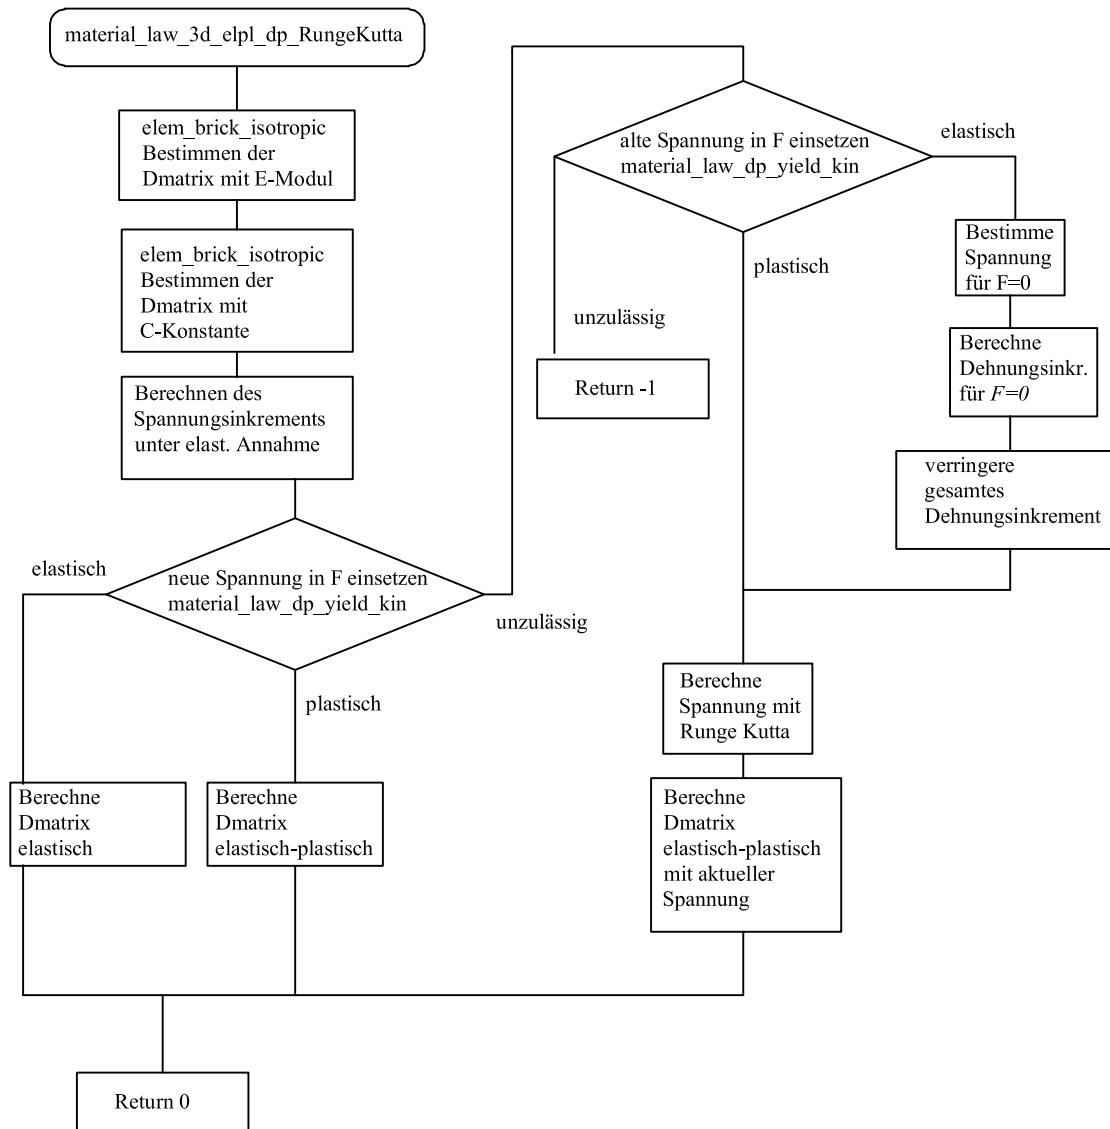 material_law_3d_elpl_dp_RungeKutta
elem_brick_isotropic
Bestimmen der
Dmatrix mit E-Modul
elem_brick_isotropic
Bestimmen der
Dmatrix mit
C-Konstante
Berechnen des
Spannungsinkrements
unter elast. Annahme
elastisch
neue Spannung in F einsetzen
material_law_dp_yield_kin
unzulässig
plastisch
Berechne
Dmatrix
elastisch
Berechne
Dmatrix
elastisch-plastisch
Return 0
alte Spannung in F einsetzen
material_law_dp_yield_kin
elastisch
plastisch
unzulässig
Return -1
Bestimme
Spannung
für F=0
Berechne
Dehnungsinkr.
für F=0
verringere
gesamtes
Dehnungsinkrement
Berechne
Spannung mit
Runge Kutta
Berechne
Dmatrix
elastisch-plastisch
mit aktueller
Spannung